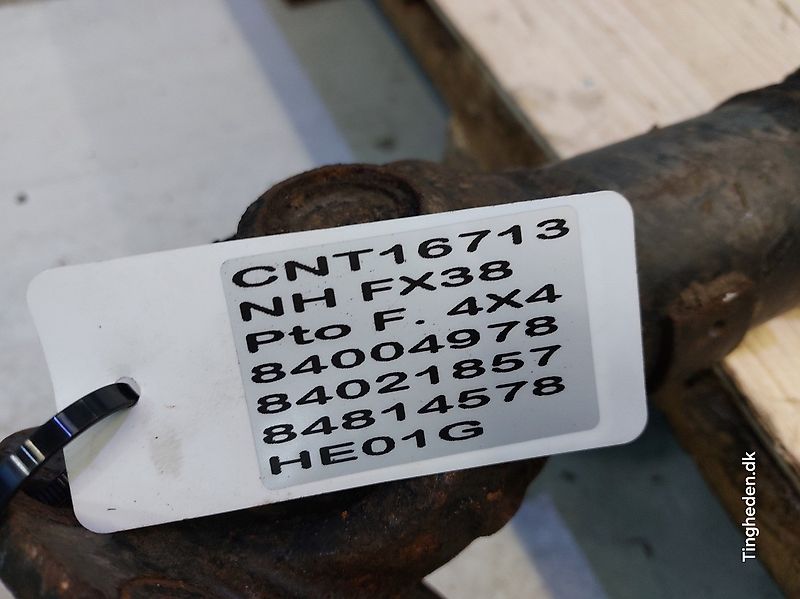 CNT16713
NH FX38
Pto F. 4X4
84004978
84021857
84814578
HE01G
Tingheden.dk